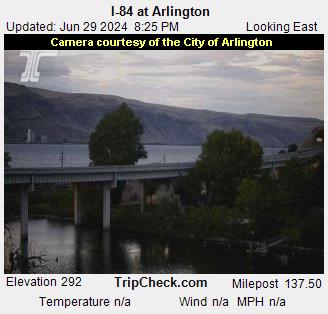 I-84 at Arlington
Updated: Jun 29 2024 8:25 PM Looking East
Camera courtesy of the City of Arlington
Elevation 292 TripCheck.com Milepost 137.50
Temperature n/a Wind n/a MPH n/a